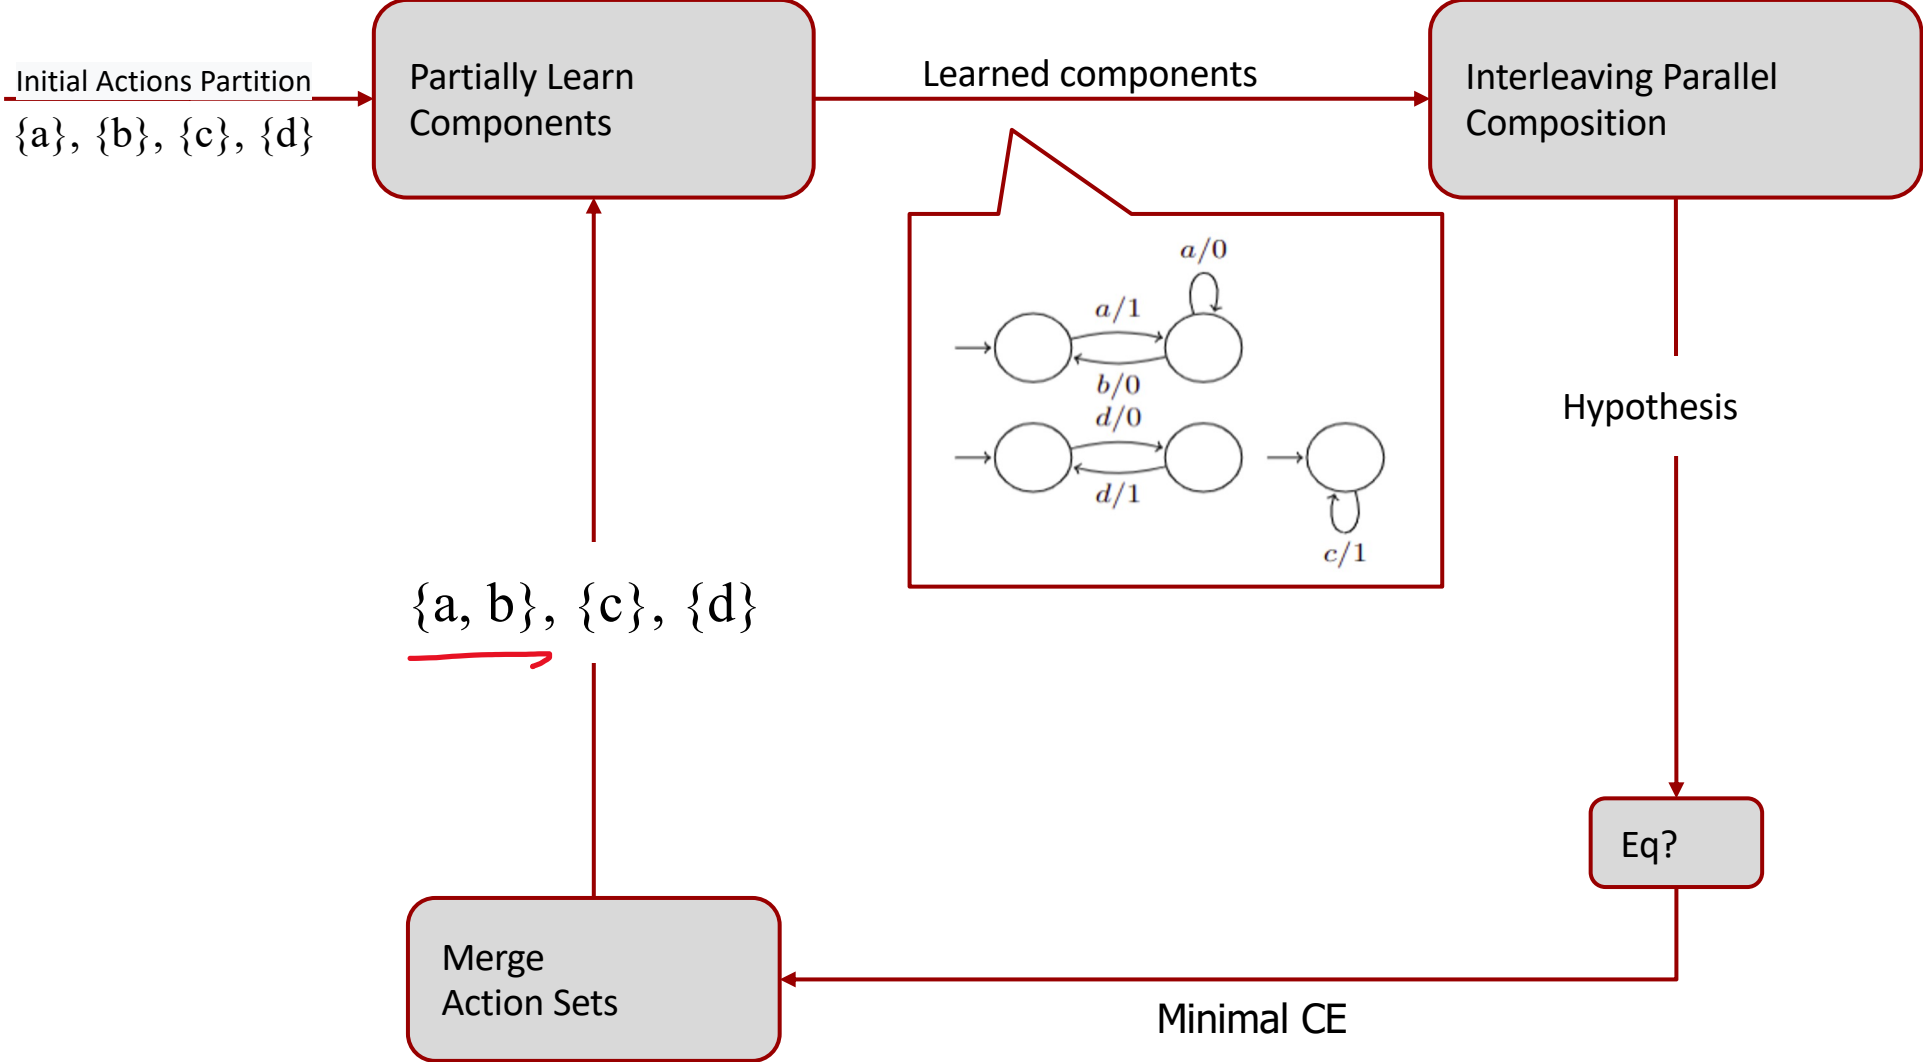 Initial Actions Partition
{a}, {b}, {c}, {d}
Partially Learn
Components
Learned components
Interleaving Parallel
Composition
a/0
a/1
b/0
d/0
d/1
c/1
Hypothesis
{a, b}, {c}, {d}
Eq?
Merge
Action Sets
Minimal CE